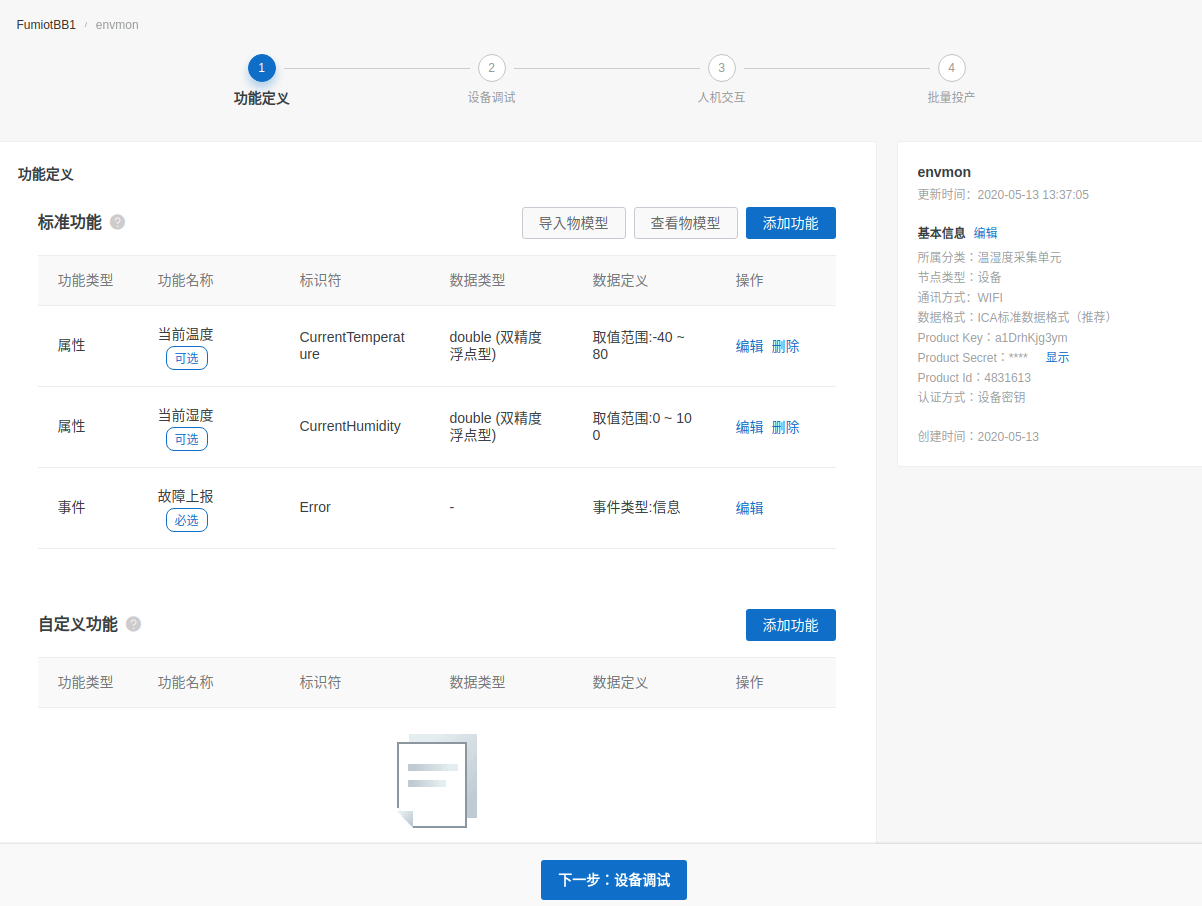 FumiotBB1 / envmon
1 2 3 4
功能定义 设备调试 人机交互 批量投产
功能定义
标准功能 ? 导入物模型 查看物模型 添加功能
功能类型 功能名称 标识符 数据类型 数据定义 操作
属性 当前温度 可选 CurrentTemperat
ure double (双精度
浮点型) 取值范围:-40 ~
80 编辑 删除
属性 当前湿度 可选 CurrentHumidity double (双精度
浮点型) 取值范围:0 ~ 10
0 编辑 删除
事件 故障上报 必选 Error - 事件类型:信息 编辑
自定义功能 ? 添加功能
功能类型 功能名称 标识符 数据类型 数据定义 操作
下一步：设备调试
envmon
更新时间：2020-05-13 13:37:05
基本信息 编辑
所属分类：温湿度采集单元
节点类型：设备
通讯方式：WIFI
数据格式：ICA标准数据格式（推荐）
Product Key：a1DrhKjg3ym
Product Secret：**** 显示
Product Id：4831613
认证方式：设备密钥
创建时间：2020-05-13